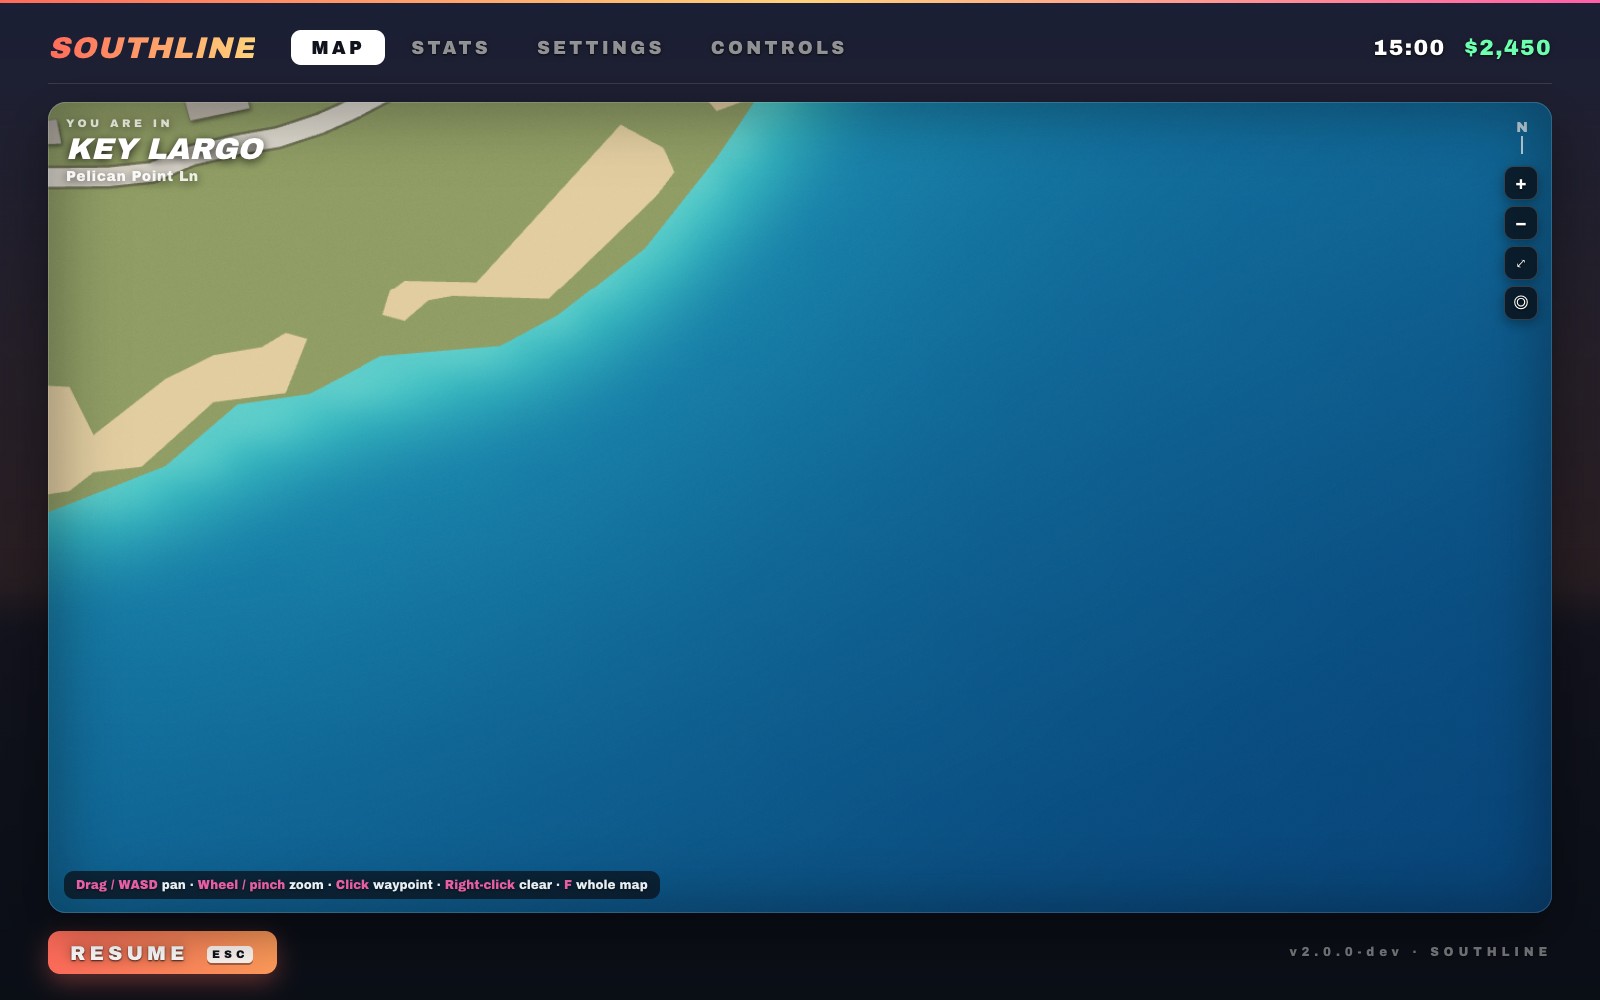 SOUTHLINE MAP STATS SETTINGS CONTROLS 15:00 $2,450
YOU ARE IN
KEY LARGO
Pelican Point Ln
N
+
−
Drag / WASD pan · Wheel / pinch zoom · Click waypoint · Right-click clear · F whole map
RESUME ESC
v2.0.0-dev · SOUTHLINE